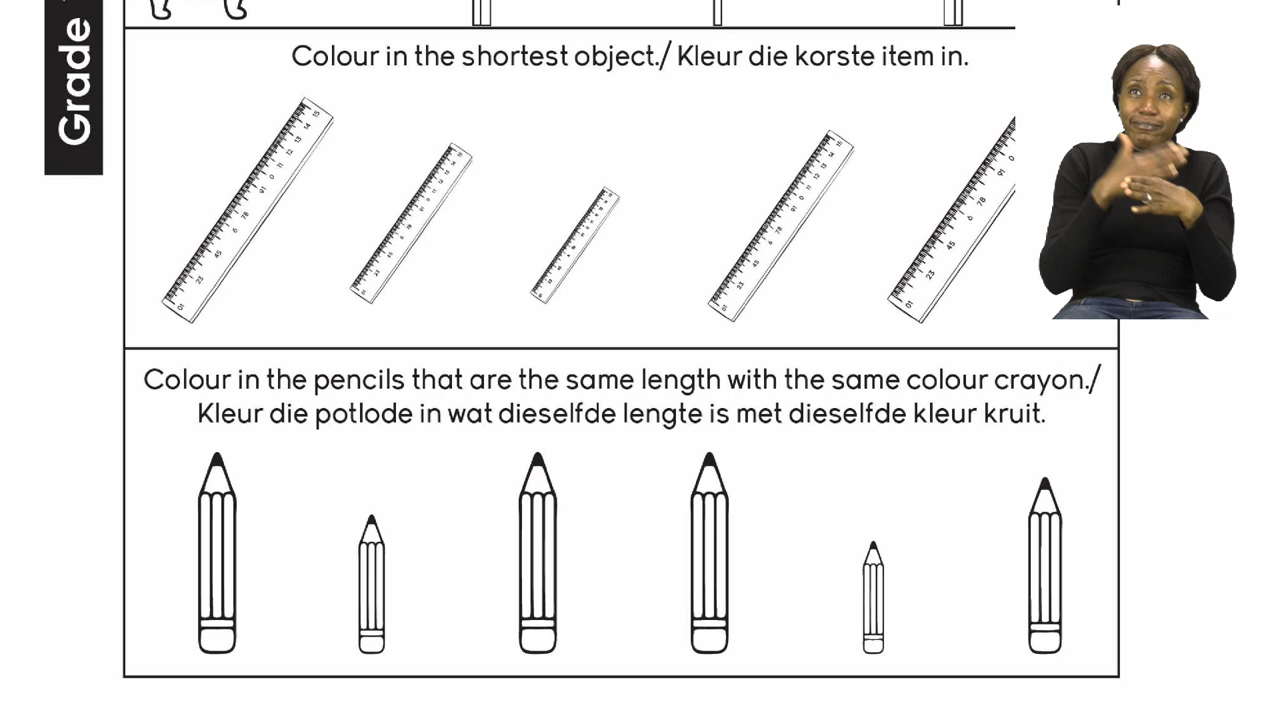 Grade
Colour in the shortest object./ Kleur die korste item in.
Colour in the pencils that are the same length with the same colour crayon./
Kleur die potlode in wat dieselfde lengte is met dieselfde kleur kruit.